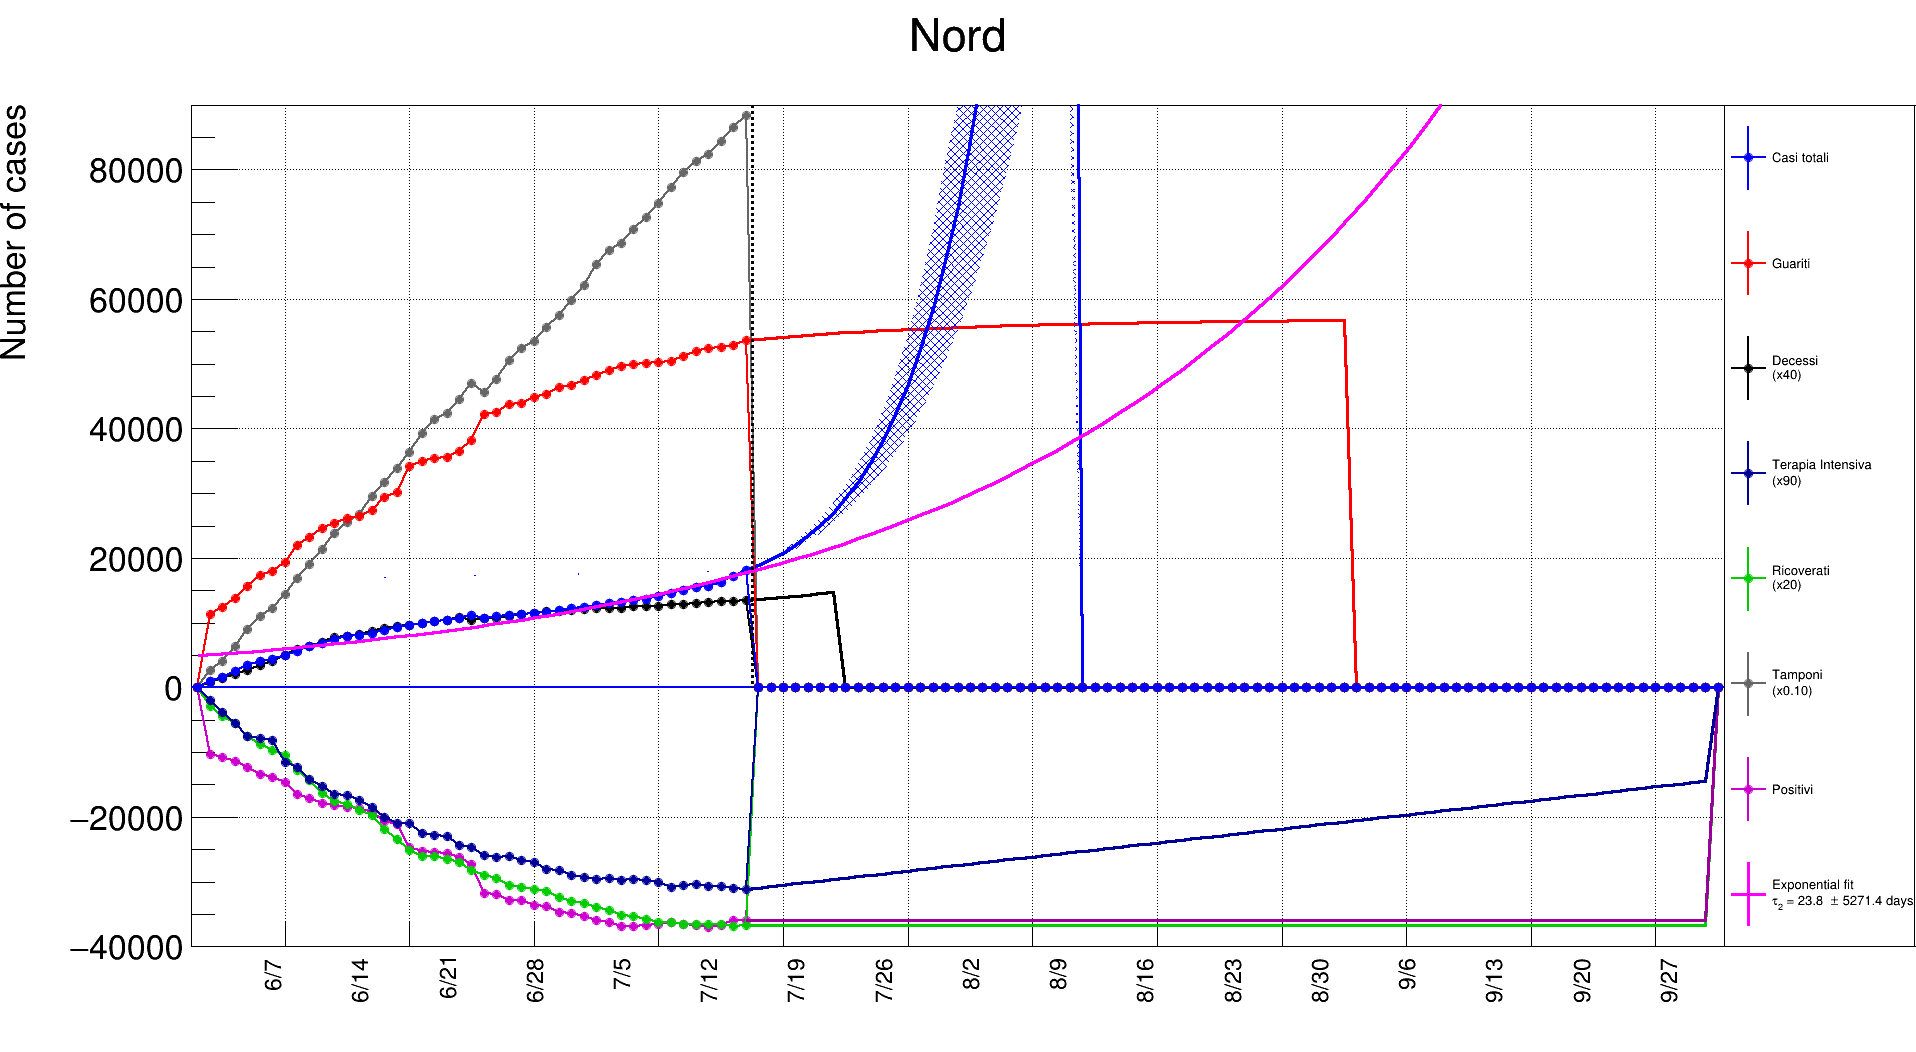 Nord
Number of cases
80000
60000
40000
20000
0
−20000
−40000
6/7
6/14
6/21
6/28
7/5
7/12
7/19
7/26
8/2
8/9
8/16
8/23
8/30
9/6
9/13
9/20
9/27
Casi totali
Guariti
Decessi
(x40)
Terapia Intensiva
(x90)
Ricoverati
(x20)
Tamponi
(x0.10)
Positivi
Exponential fit
τ₂ = 23.8 ± 5271.4 days